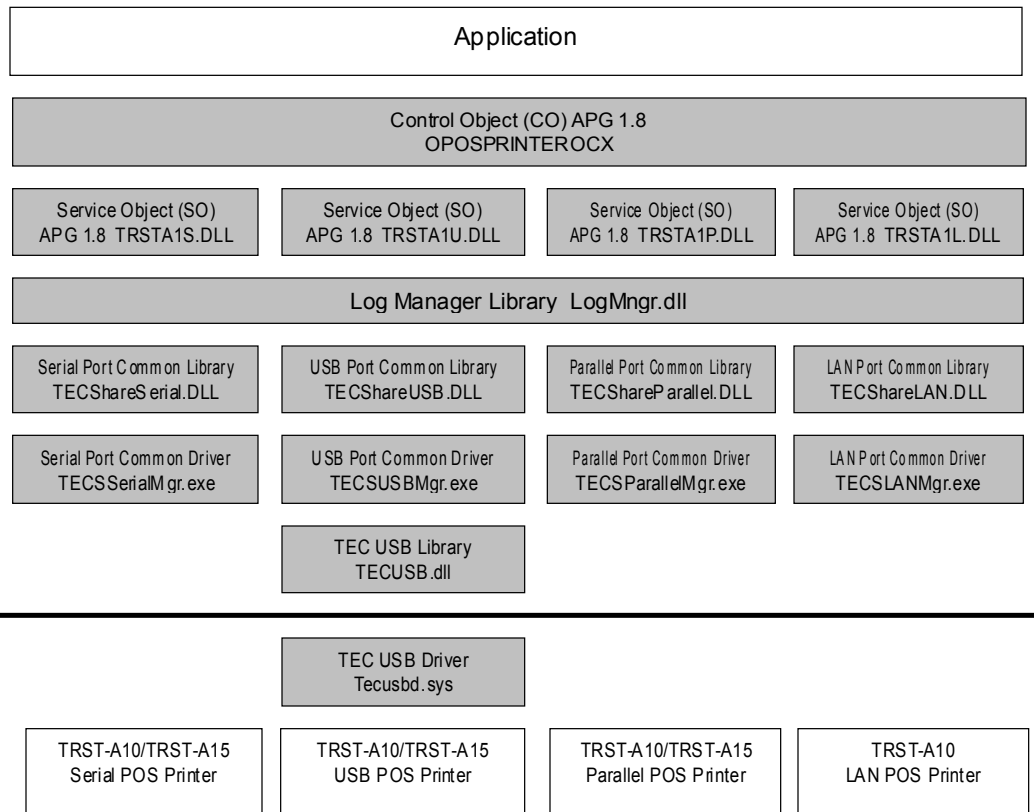 Application
Control Object (CO) APG 1.8
OPOSPRINTEROCX
Service Object (SO)
APG 1.8 TRSTA1S.DLL
Service Object (SO)
APG 1.8 TRSTA1U.DLL
Service Object (SO)
APG 1.8 TRSTA1P.DLL
Service Object (SO)
APG 1.8 TRSTA1L.DLL
Log Manager Library LogMngr.dll
Serial Port Common Library
TECShareSerial.DLL
USB Port Common Library
TECShareUSB.DLL
Parallel Port Common Library
TECShareParallel.DLL
LAN Port Common Library
TECShareLAN.DLL
Serial Port Common Driver
TECSSerialMgr.exe
USB Port Common Driver
TECSUSBMgr.exe
Parallel Port Common Driver
TECSParallelMgr.exe
LAN Port Common Driver
TECSLANMgr.exe
TEC USB Library
TECUSB.dll
TEC USB Driver
Tecusbd.sys
TRST-A10/TRST-A15
Serial POS Printer
TRST-A10/TRST-A15
USB POS Printer
TRST-A10/TRST-A15
Parallel POS Printer
TRST-A10
LAN POS Printer